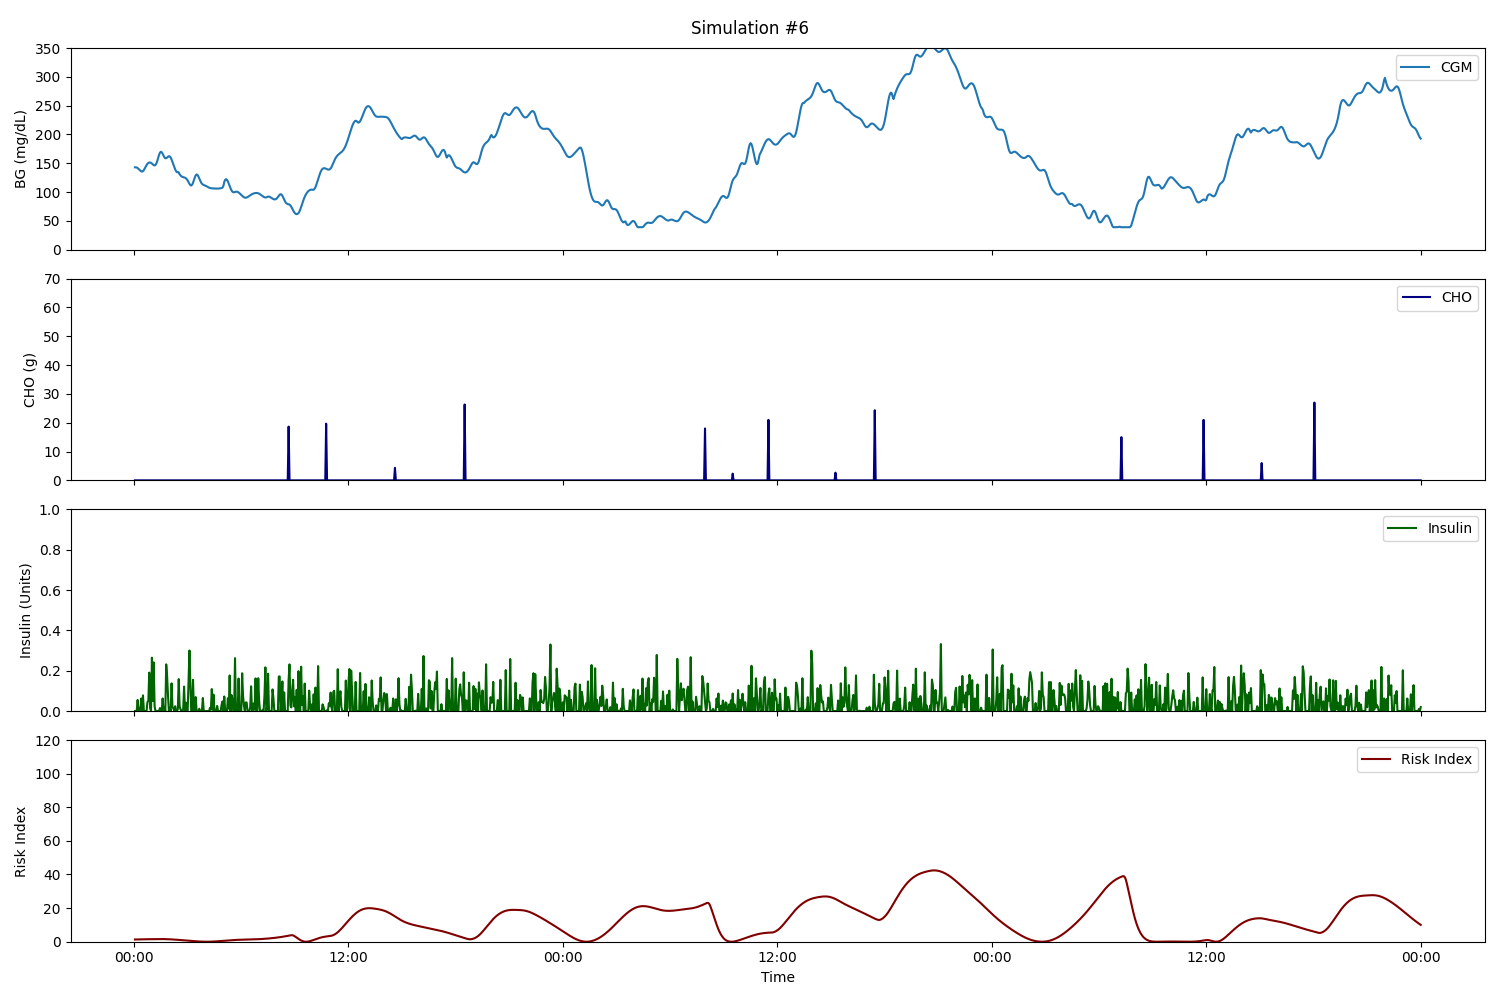 Simulation #6
350
300
250
200
150
100
50
0
BG (mg/dL)
CGM
70
60
50
40
30
20
10
0
CHO (g)
CHO
1.0
0.8
0.6
0.4
0.2
0.0
Insulin (Units)
Insulin
120
100
80
60
40
20
0
Risk Index
Risk Index
00:00 12:00 00:00 12:00 00:00 12:00 00:00
Time